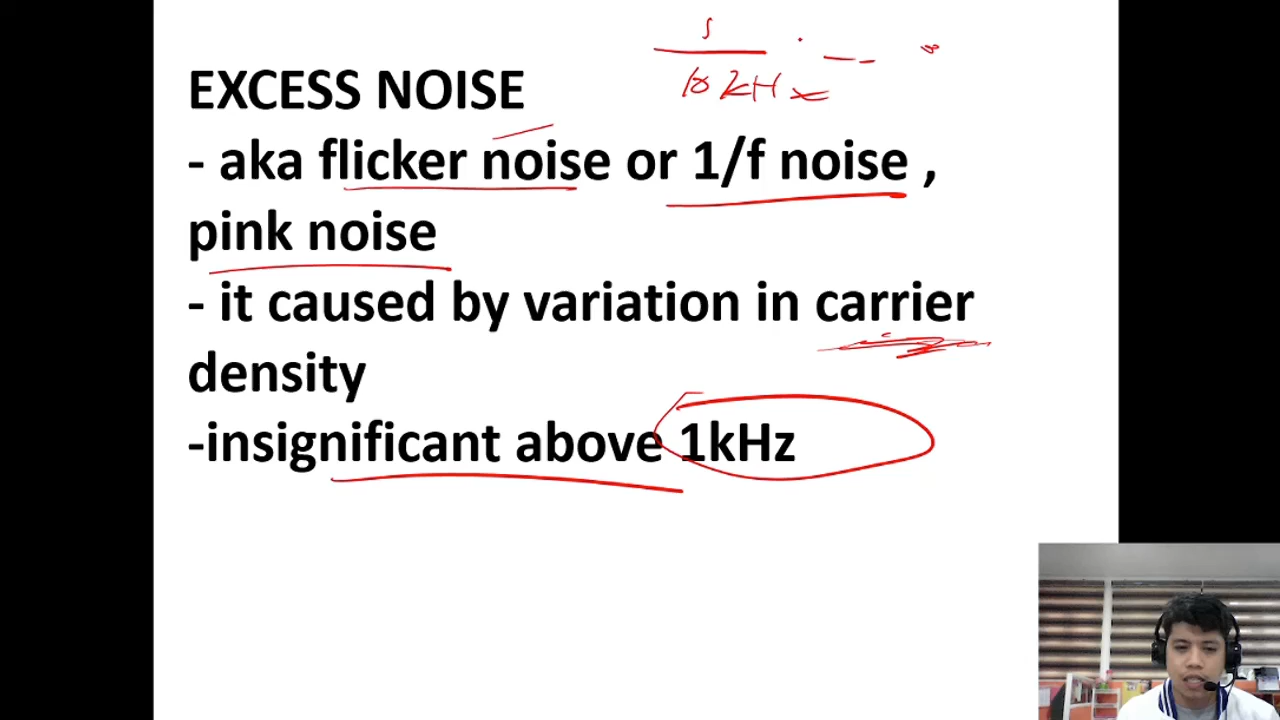 EXCESS NOISE
- aka flicker noise or 1/f noise ,
pink noise
- it caused by variation in carrier
density
-insignificant above 1kHz